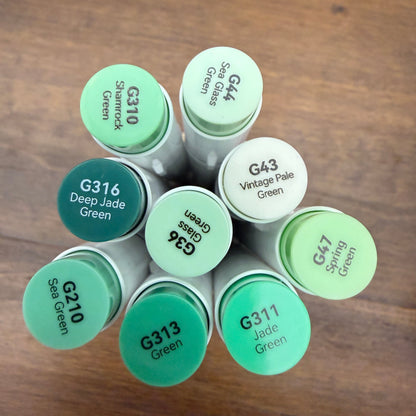 G310
Shamrock
Green
G44
Sea Glass
Green
G316
Deep Jade
Green
G43
Vintage Pale
Green
G36
Glass
Green
G47
Spring
Green
G210
Sea Green
G313
Green
G311
Jade
Green